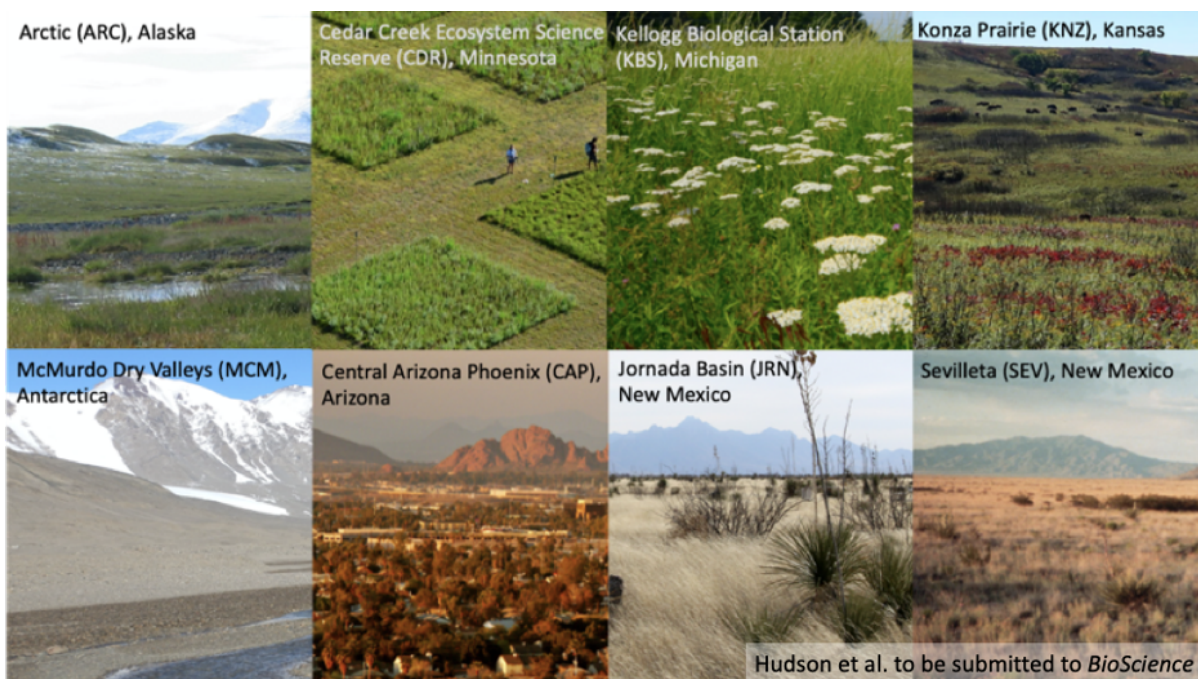 Arctic (ARC), Alaska
Cedar Creek Ecosystem Science
Reserve (CDR), Minnesota
Kellogg Biological Station
(KBS), Michigan
Konza Prairie (KNZ), Kansas
McMurdo Dry Valleys (MCM),
Antarctica
Central Arizona Phoenix (CAP),
Arizona
Jornada Basin (JRN),
New Mexico
Sevilleta (SEV), New Mexico
Hudson et al. to be submitted to BioScience